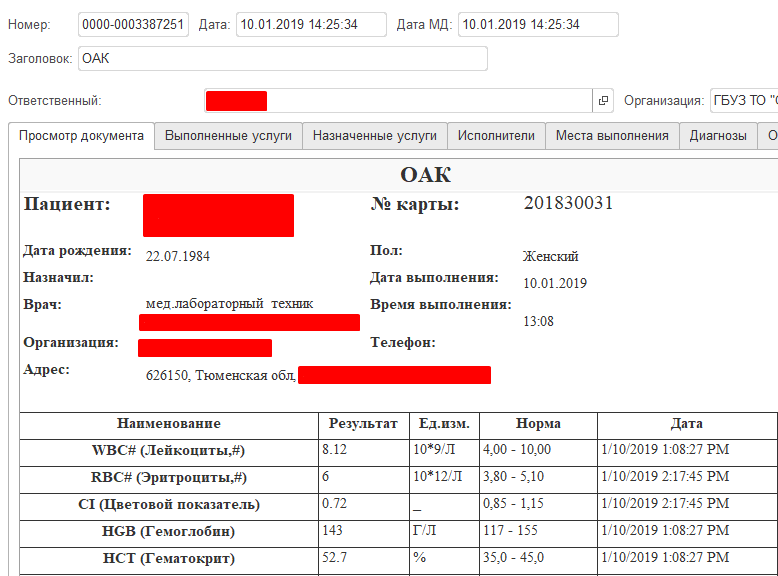 Номер: 0000-0003387251 Дата: 10.01.2019 14:25:34 Дата МД: 10.01.2019 14:25:34
Заголовок: ОАК
Ответственный: Организация: ГБУЗ ТО "
Просмотр документа Выполненные услуги Назначенные услуги Исполнители Места выполнения Диагнозы
ОАК
Пациент: № карты: 201830031
Дата рождения: 22.07.1984 Пол: Женский
Назначил: Дата выполнения: 10.01.2019
Врач: мед.лабораторный техник Время выполнения: 13:08
Организация: Телефон:
Адрес: 626150, Тюменская обл,
Наименование Результат Ед.изм. Норма Дата
WBC# (Лейкоциты,#) 8.12 10*9/Л 4,00 - 10,00 1/10/2019 1:08:27 PM
RBC# (Эритроциты,#) 6 10*12/Л 3,80 - 5,10 1/10/2019 2:17:45 PM
CI (Цветовой показатель) 0.72 _ 0,85 - 1,15 1/10/2019 2:17:45 PM
HGB (Гемоглобин) 143 Г/Л 117 - 155 1/10/2019 1:08:27 PM
HCT (Гематокрит) 52.7 % 35,0 - 45,0 1/10/2019 1:08:27 PM